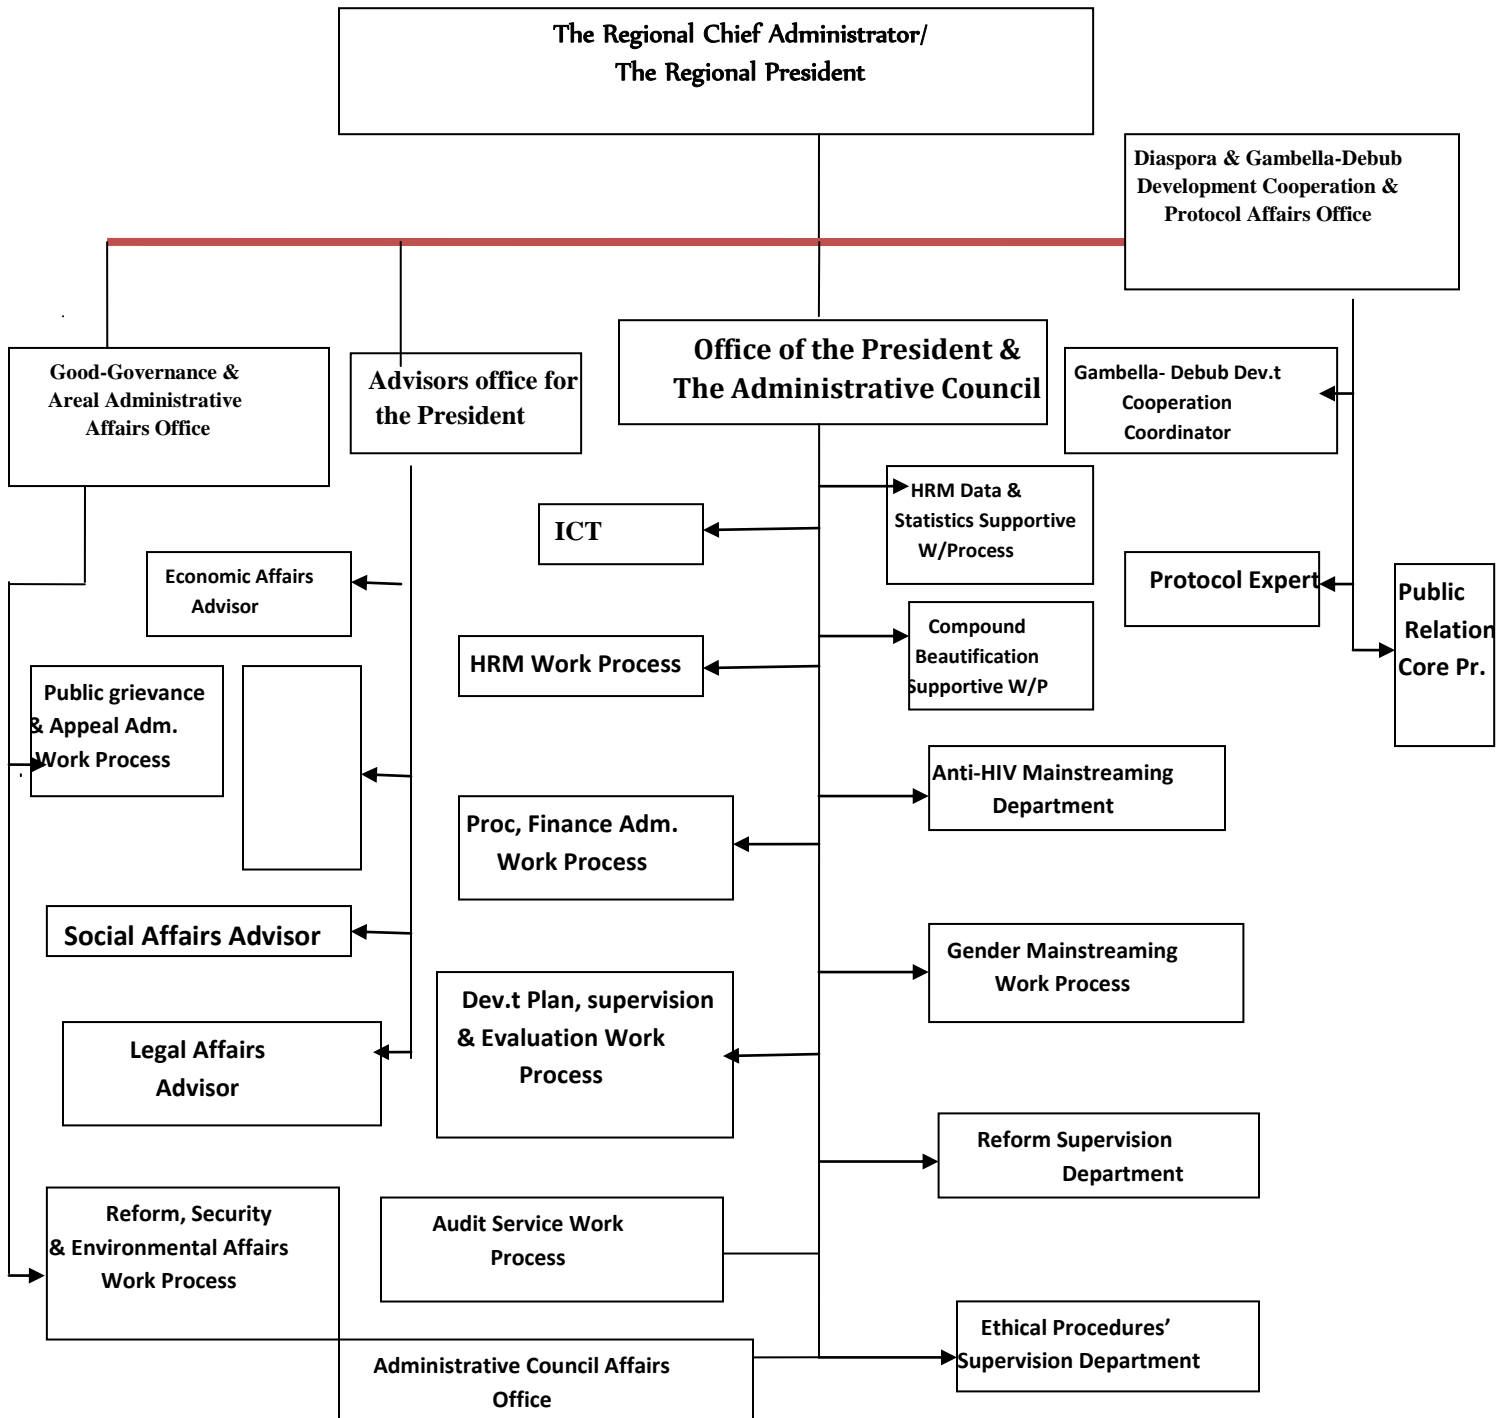 The Regional Chief Administrator/
The Regional President
Diaspora & Gambella-Debub
Development Cooperation &
Protocol Affairs Office
Good-Governance &
Areal Administrative
Affairs Office
Advisors office for
the President
Office of the President &
The Administrative Council
Gambella- Debub Dev.t
Cooperation
Coordinator
HRM Data &
Statistics Supportive
W/Process
ICT
Economic Affairs
Advisor
Protocol Expert
Public
Relation
Core Pr.
Compound
Beautification
Supportive W/P
HRM Work Process
Public grievance
& Appeal Adm.
Work Process
Anti-HIV Mainstreaming
Department
Proc, Finance Adm.
Work Process
Social Affairs Advisor
Gender Mainstreaming
Work Process
Dev.t Plan, supervision
& Evaluation Work
Process
Legal Affairs
Advisor
Reform Supervision
Department
Reform, Security
& Environmental Affairs
Work Process
Audit Service Work
Process
Ethical Procedures’
Supervision Department
Administrative Council Affairs
Office